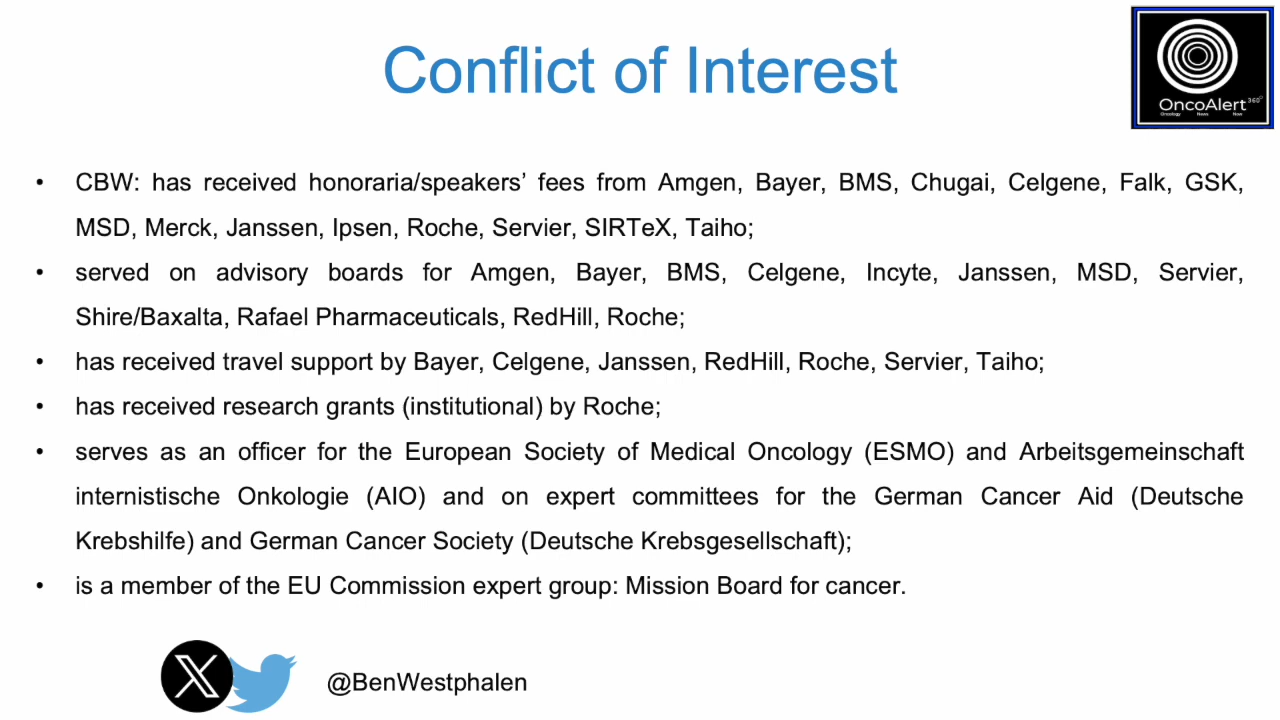 Conflict of Interest
OncoAlert 360°
Oncology News Now
• CBW: has received honoraria/speakers’ fees from Amgen, Bayer, BMS, Chugai, Celgene, Falk, GSK,
MSD, Merck, Janssen, Ipsen, Roche, Servier, SIRTeX, Taiho;
• served on advisory boards for Amgen, Bayer, BMS, Celgene, Incyte, Janssen, MSD, Servier,
Shire/Baxalta, Rafael Pharmaceuticals, RedHill, Roche;
• has received travel support by Bayer, Celgene, Janssen, RedHill, Roche, Servier, Taiho;
• has received research grants (institutional) by Roche;
• serves as an officer for the European Society of Medical Oncology (ESMO) and Arbeitsgemeinschaft
internistische Onkologie (AIO) and on expert committees for the German Cancer Aid (Deutsche
Krebshilfe) and German Cancer Society (Deutsche Krebsgesellschaft);
• is a member of the EU Commission expert group: Mission Board for cancer.
@BenWestphalen